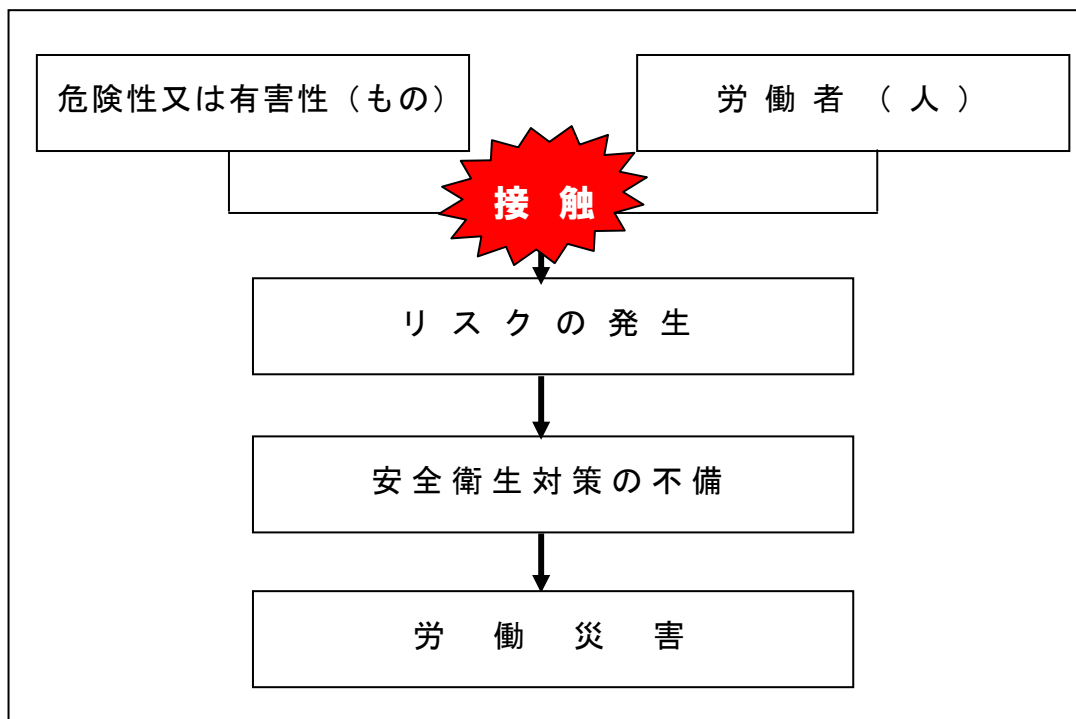 危険性又は有害性（もの）
労働者（人）
接触
リスクの発生
安全衛生対策の不備
労働災害